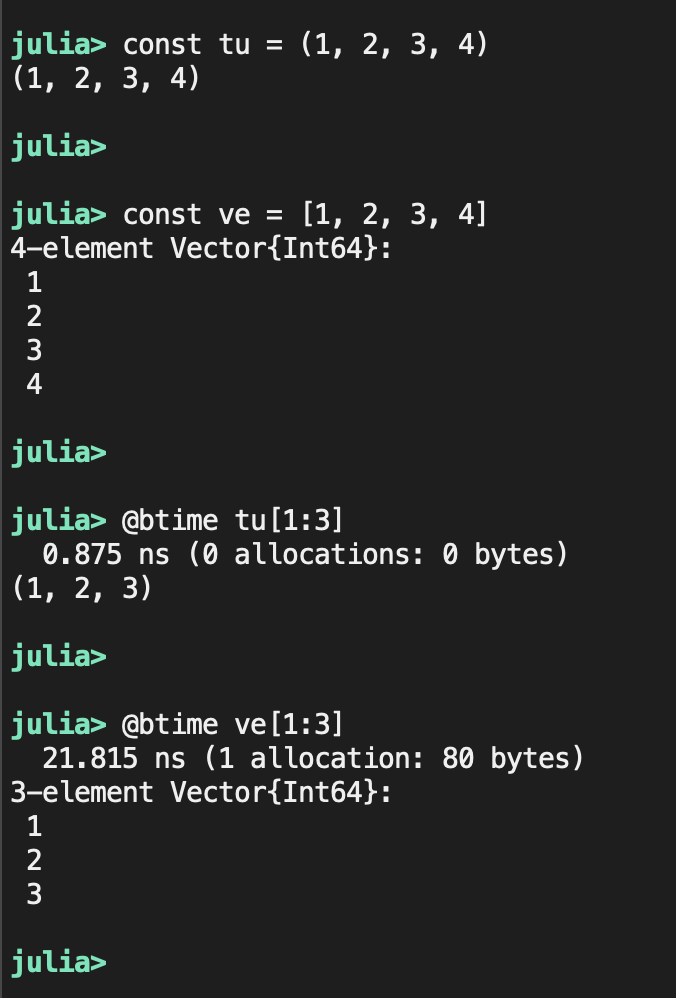 julia> const tu = (1, 2, 3, 4)
(1, 2, 3, 4)
julia>
julia> const ve = [1, 2, 3, 4]
4-element Vector{Int64}:
 1
 2
 3
 4
julia>
julia> @btime tu[1:3]
  0.875 ns (0 allocations: 0 bytes)
(1, 2, 3)
julia>
julia> @btime ve[1:3]
  21.815 ns (1 allocation: 80 bytes)
3-element Vector{Int64}:
 1
 2
 3
julia>